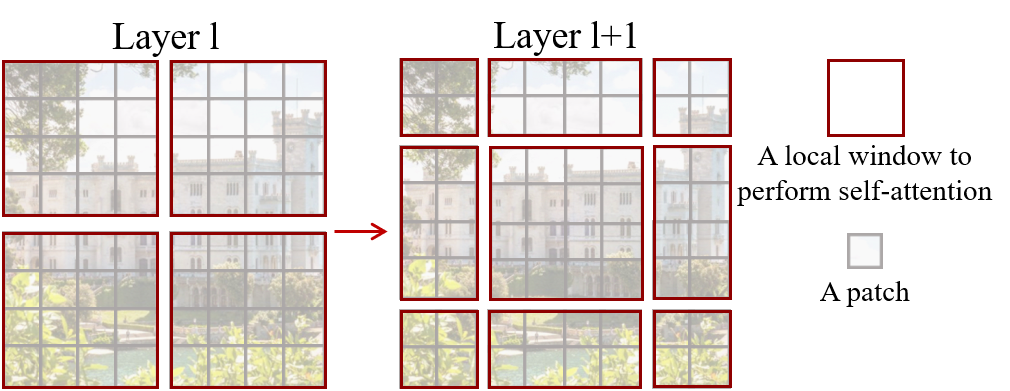 Layer l
Layer l+1
A local window to
perform self-attention
A patch